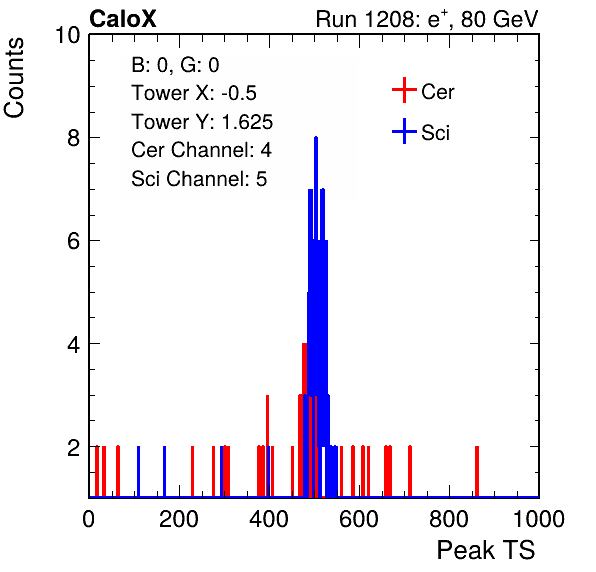 CaloX Run 1208: e⁺, 80 GeV
Counts
10
8
6
4
2
B: 0, G: 0
Tower X: -0.5
Tower Y: 1.625
Cer Channel: 4
Sci Channel: 5
Cer
Sci
0 200 400 600 800 1000
Peak TS